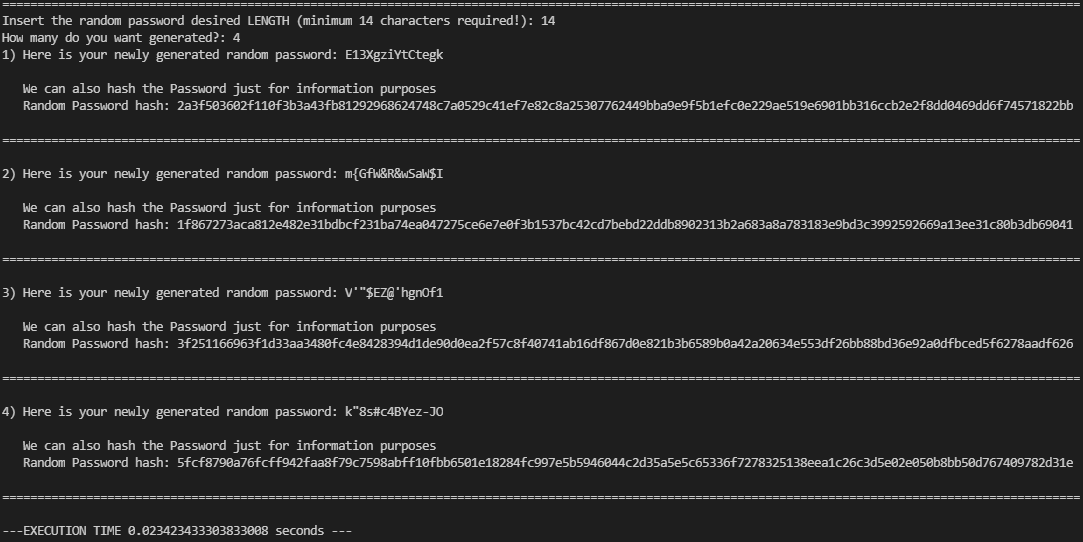 ==========================================================================================================================================================
Insert the random password desired LENGTH (minimum 14 characters required!): 14
How many do you want generated?: 4
1) Here is your newly generated random password: E13XgziYtCtegk
We can also hash the Password just for information purposes
Random Password hash: 2a3f503602f110f3b3a43fb81292968624748c7a0529c41ef7e82c8a25307762449bba9e9f5b1efc0e229ae519e6901bb316ccb2e2f8dd0469dd6f74571822bb
==========================================================================================================================================================
2) Here is your newly generated random password: m{GfW&R&wSaW$I
We can also hash the Password just for information purposes
Random Password hash: 1f867273aca812e482e31bdbcf231ba74ea047275ce6e7e0f3b1537bc42cd7bebd22ddb8902313b2a683a8a783183e9bd3c3992592669a13ee31c80b3db69041
==========================================================================================================================================================
3) Here is your newly generated random password: V'"$EZ@'hgnOf1
We can also hash the Password just for information purposes
Random Password hash: 3f251166963f1d33aa3480fc4e8428394d1de90d0ea2f57c8f40741ab16df867d0e821b3b6589b0a42a20634e553df26bb88bd36e92a0dfbced5f6278aadf626
==========================================================================================================================================================
4) Here is your newly generated random password: k"8s#c4BYez-JO
We can also hash the Password just for information purposes
Random Password hash: 5fcf8790a76fcff942faa8f79c7598abff10fbb6501e18284fc997e5b5946044c2d35a5e5c65336f7278325138eea1c26c3d5e02e050b8bb50d767409782d31e
==========================================================================================================================================================
---EXECUTION TIME 0.023423433303833008 seconds ---